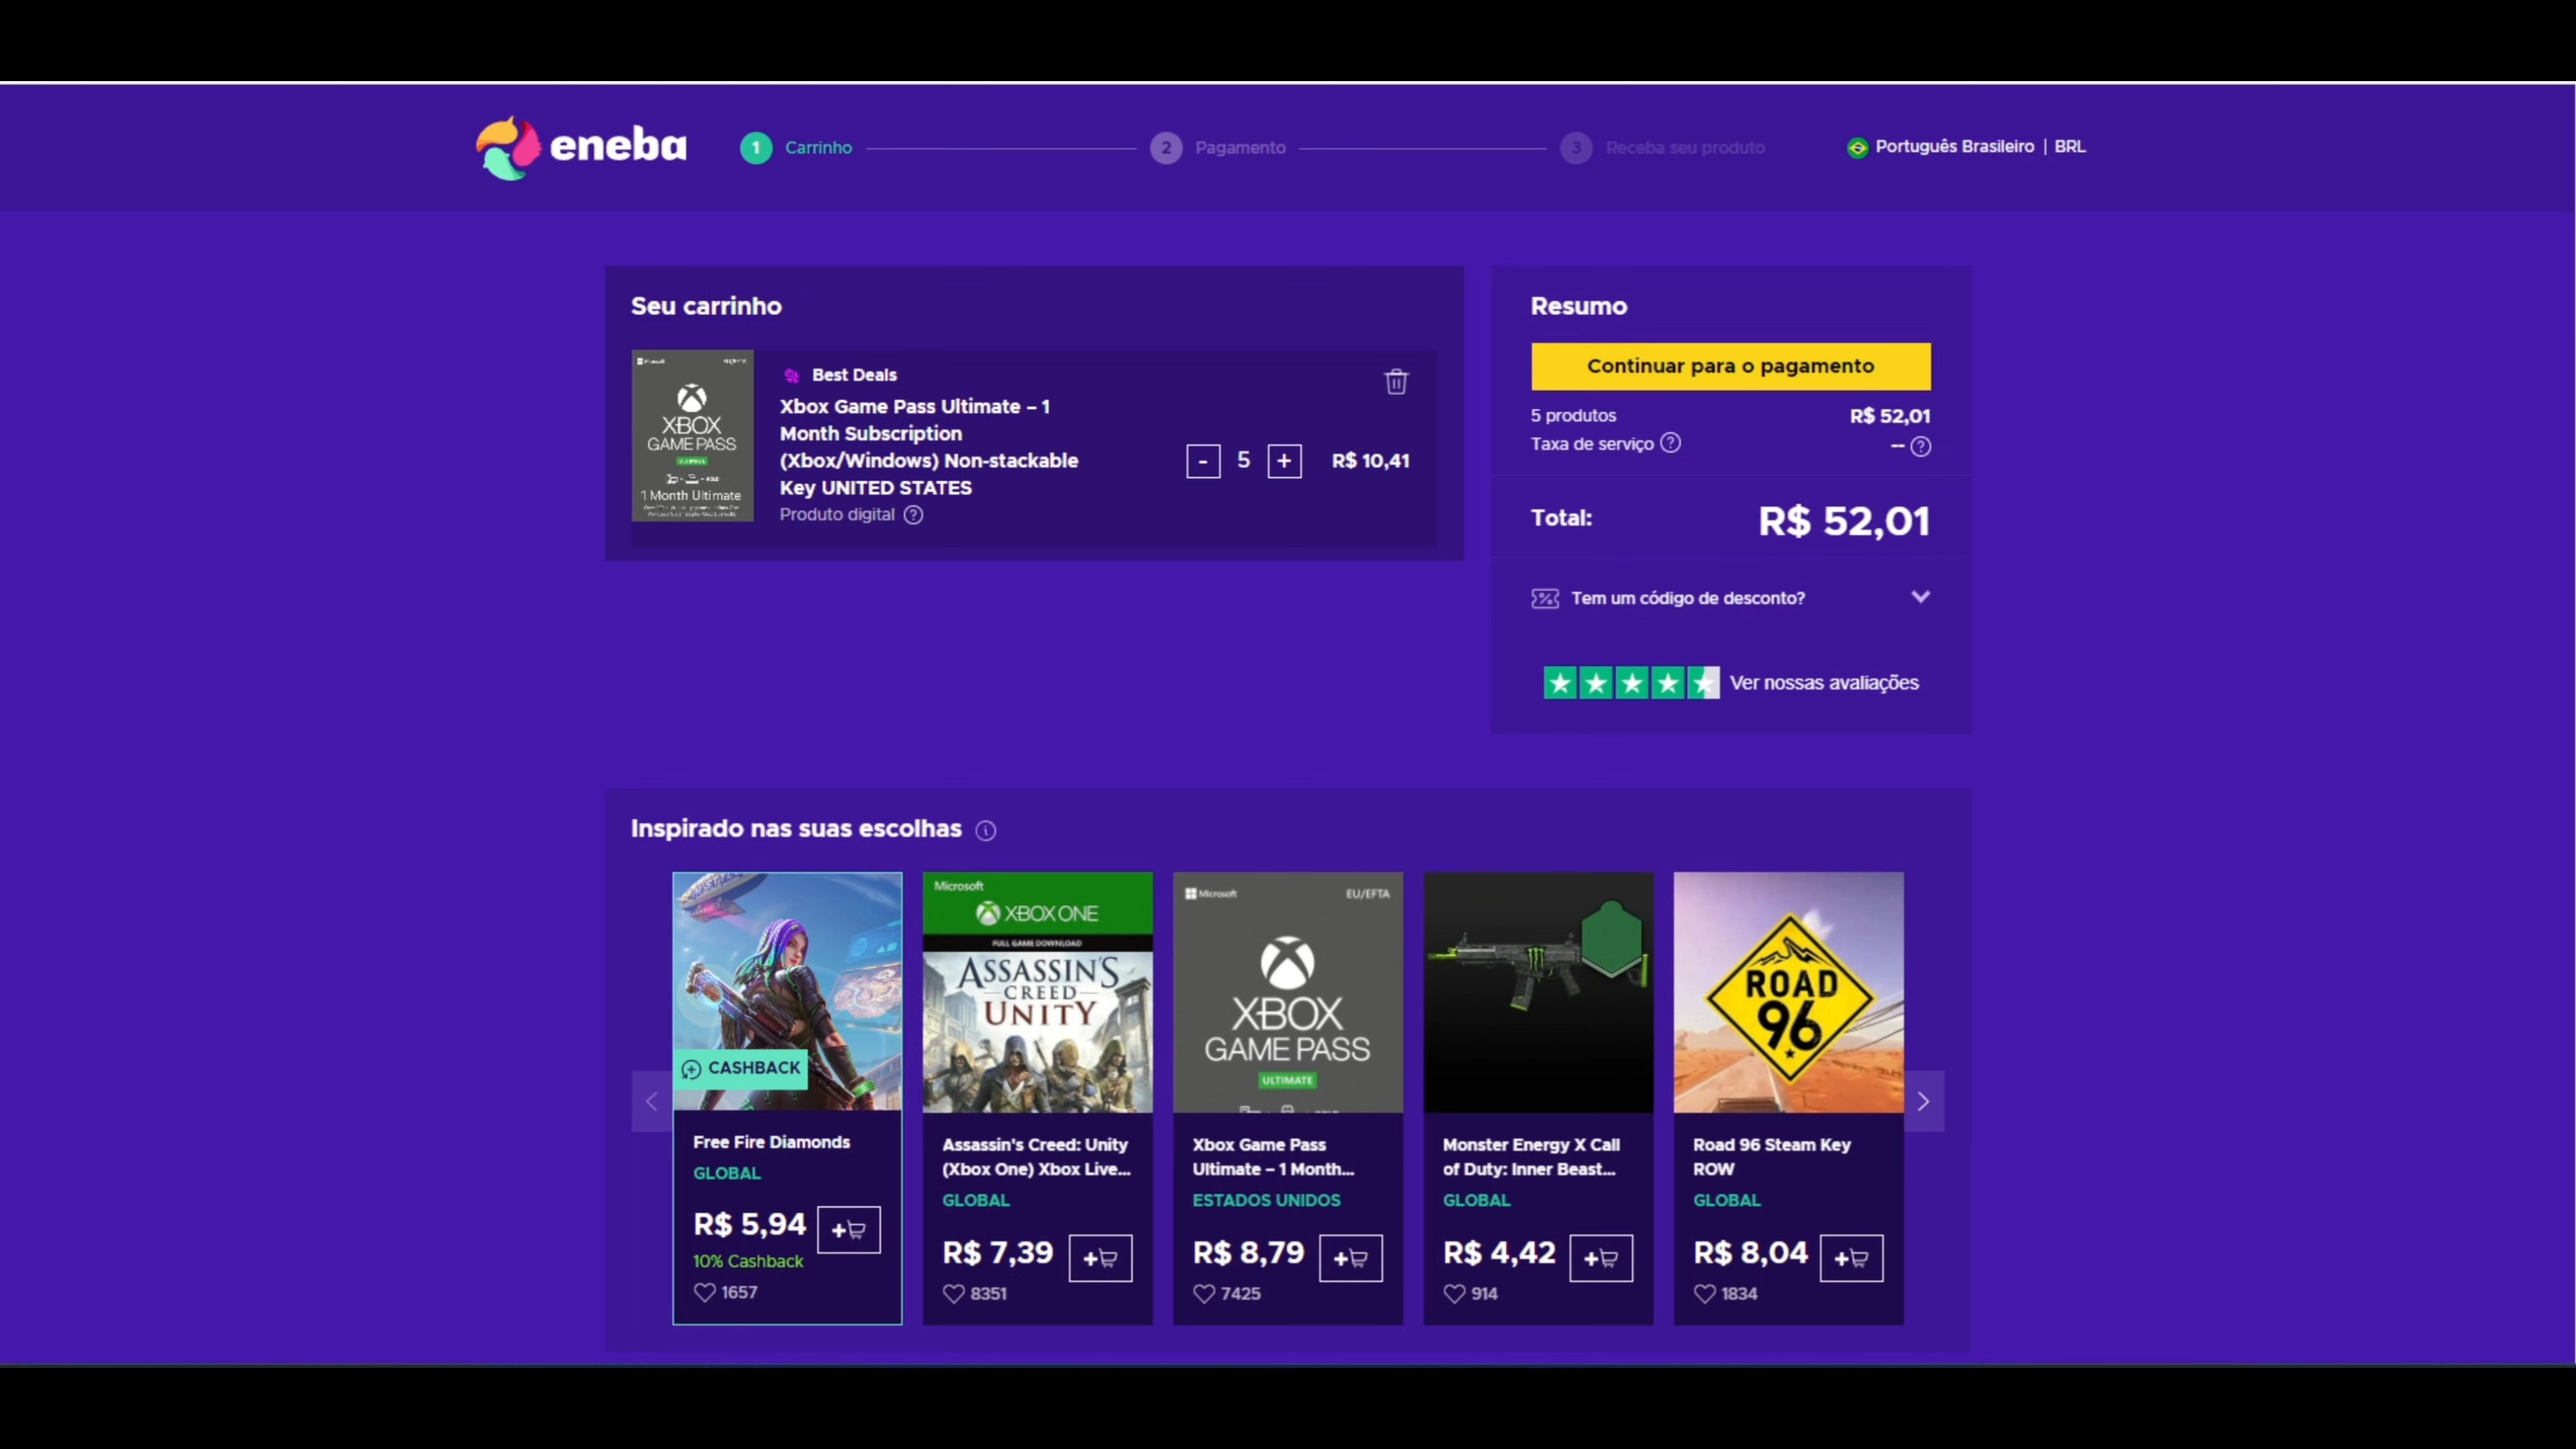 eneba
1 Carrinho
2 Pagamento
3 Receba seu produto
Português Brasileiro | BRL
Seu carrinho
Microsoft
XBOX
GAME PASS
ULTIMATE
1 Month Ultimate
Best Deals
Xbox Game Pass Ultimate – 1
Month Subscription
(Xbox/Windows) Non-stackable
Key UNITED STATES
Produto digital ?
- 5 + R$ 10,41
Resumo
Continuar para o pagamento
5 produtos R$ 52,01
Taxa de serviço ? -- ?
Total: R$ 52,01
Tem um código de desconto?
Ver nossas avaliações
Inspirado nas suas escolhas i
CASHBACK
Free Fire Diamonds
GLOBAL
R$ 5,94
10% Cashback
1657
Microsoft
XBOX ONE
FULL GAME DOWNLOAD
ASSASSIN'S
CREED
UNITY
Assassin's Creed: Unity
(Xbox One) Xbox Live...
GLOBAL
R$ 7,39
8351
Microsoft EU/EFTA
XBOX
GAME PASS
ULTIMATE
Xbox Game Pass
Ultimate – 1 Month...
ESTADOS UNIDOS
R$ 8,79
7425
Monster Energy X Call
of Duty: Inner Beast...
GLOBAL
R$ 4,42
914
ROAD
96
Road 96 Steam Key
ROW
GLOBAL
R$ 8,04
1834